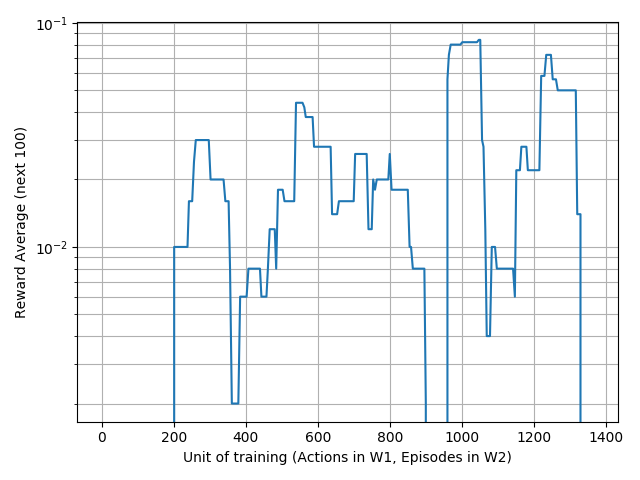 10⁻¹
10⁻²
Reward Average (next 100)
0 200 400 600 800 1000 1200 1400
Unit of training (Actions in W1, Episodes in W2)